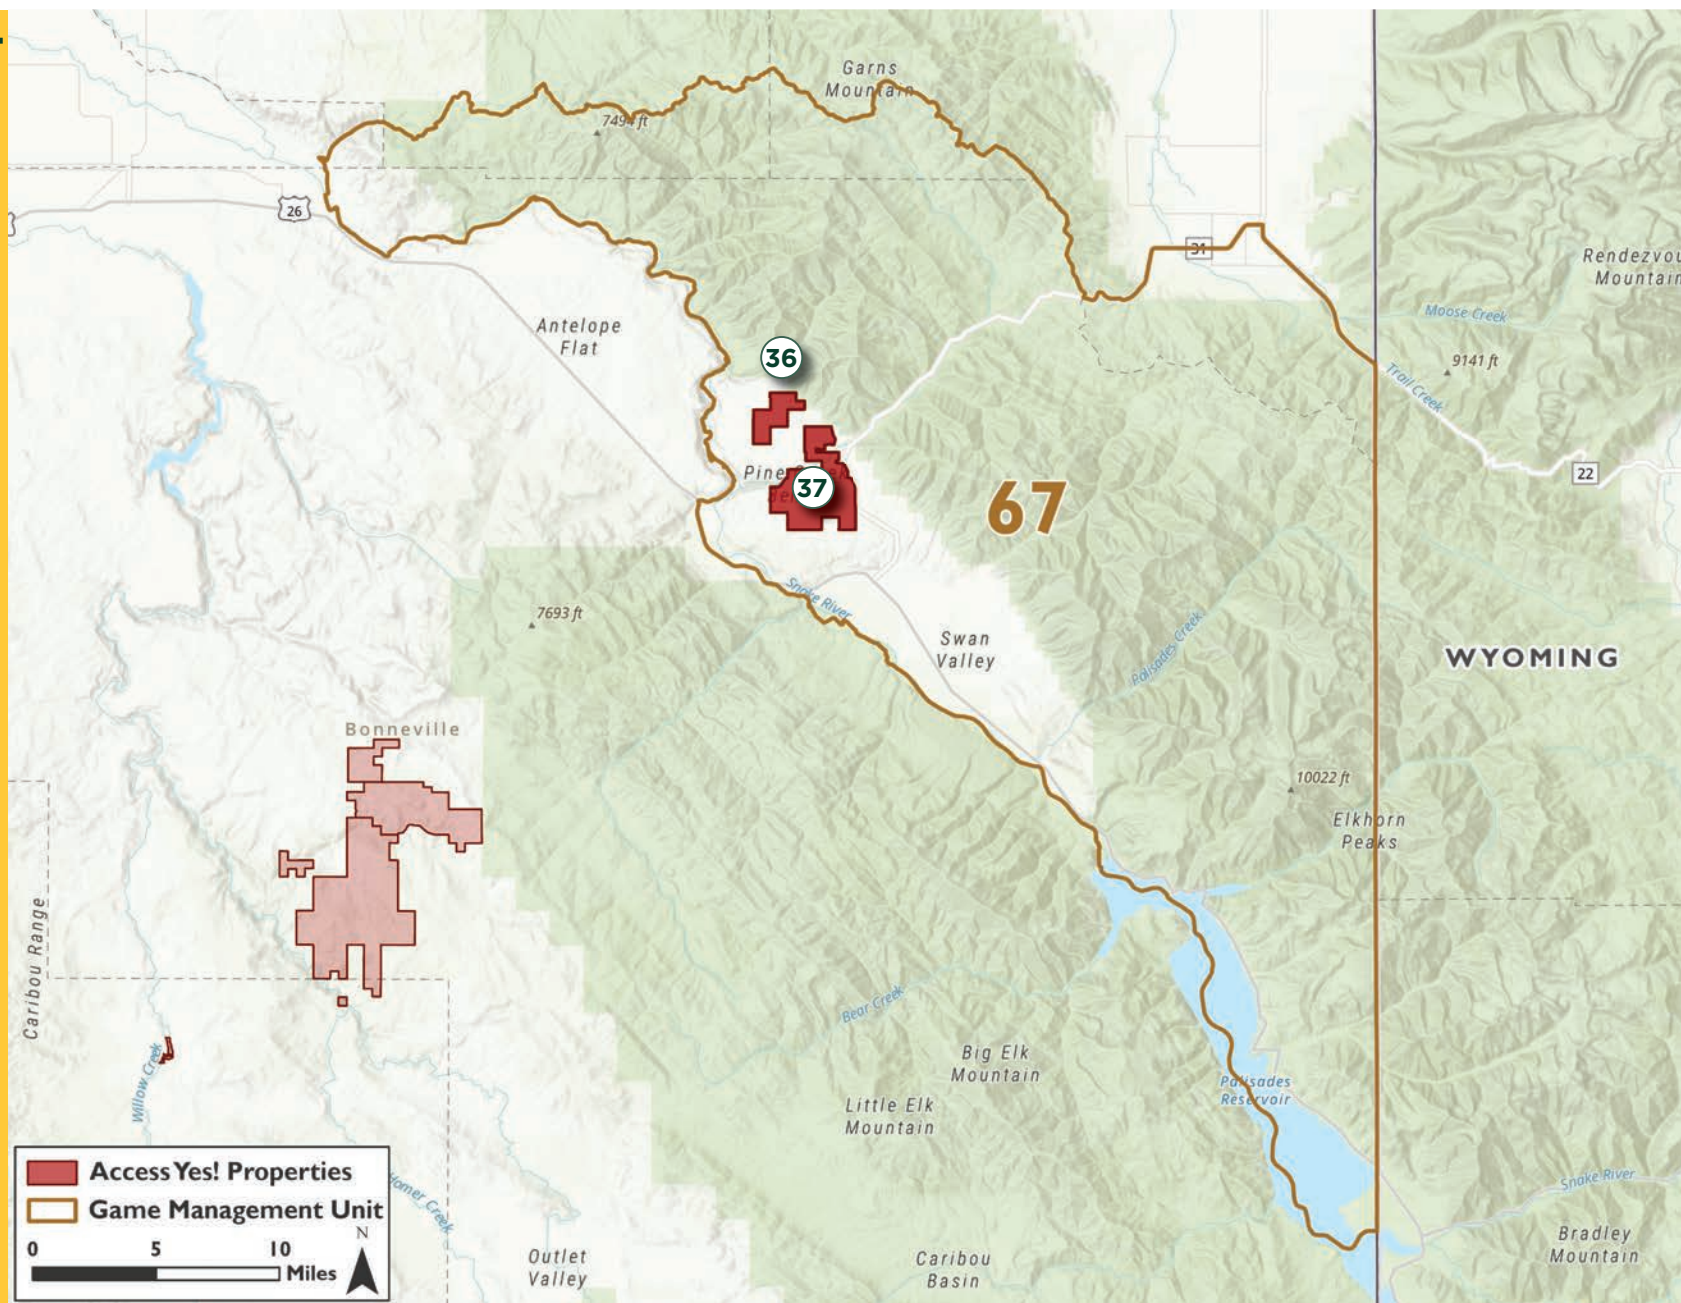 Garns
Mountain
7494 ft
26
31
Rendezvou
Mountain
Moose Creek
Antelope
Flat
36
9141 ft
Trail Creek
Pine
37
67
22
Snake River
7693 ft
Swan
Valley
Palisades Creek
WYOMING
Bonneville
10022 ft
Elkhorn
Peaks
Caribou Range
Bear Creek
Big Elk
Mountain
Willow Creek
Palisades
Reservoir
Little Elk
Mountain
Access Yes! Properties
Game Management Unit
0 5 10
Miles
N
Homer Creek
Outlet
Valley
Caribou
Basin
Snake River
Bradley
Mountain